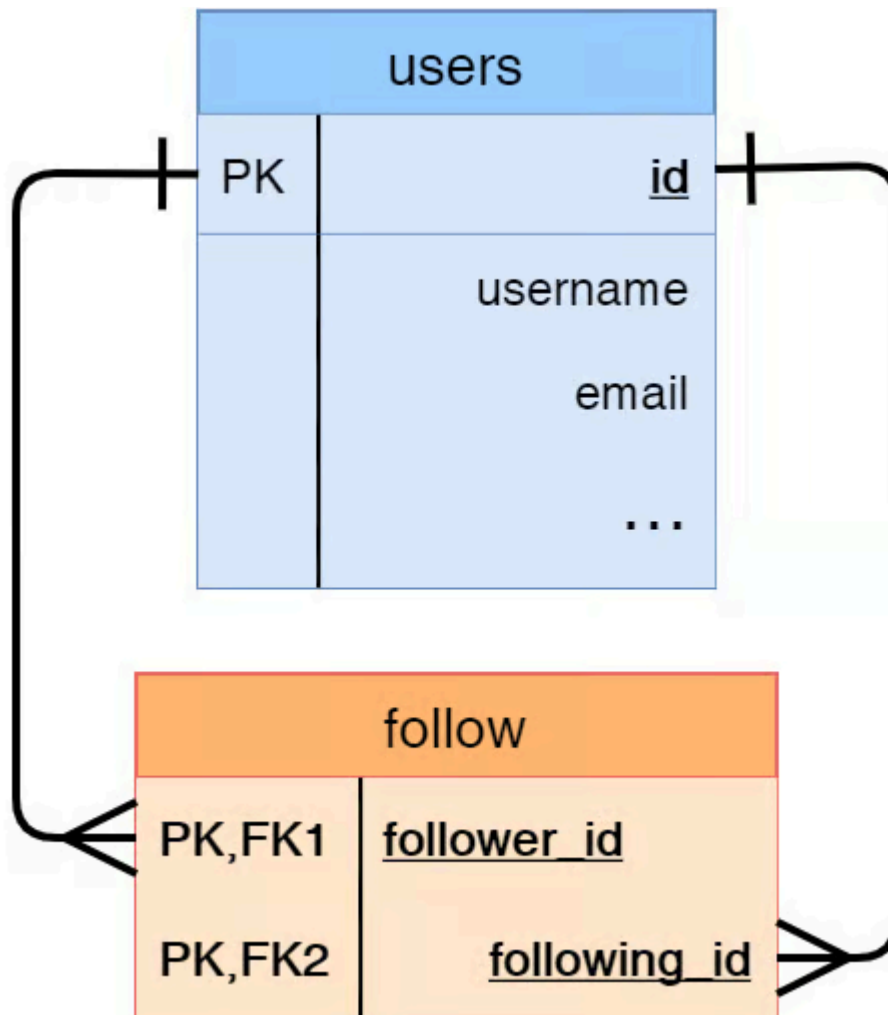 users
PK id
username
email
...
follow
PK,FK1 follower_id
PK,FK2 following_id